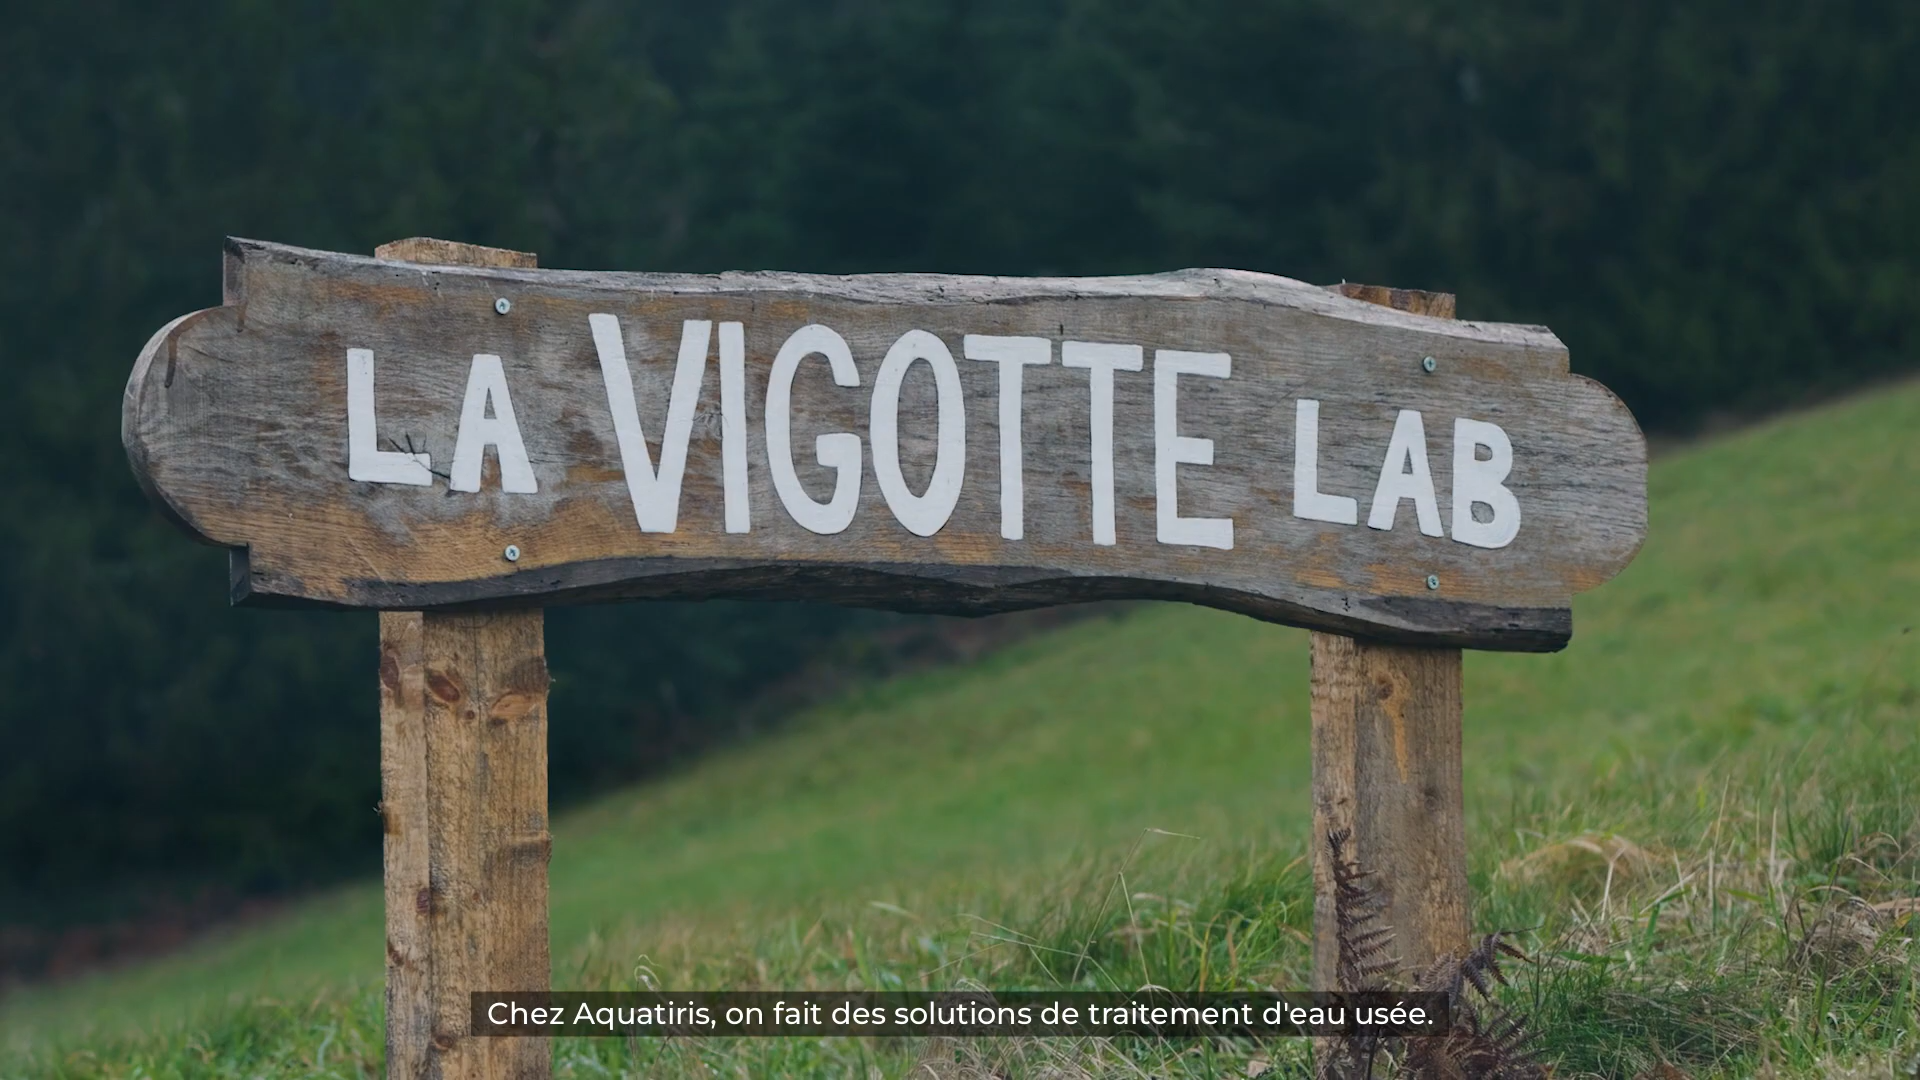 LA VIGOTTE LAB
Chez Aquatiris, on fait des solutions de traitement d'eau usée.